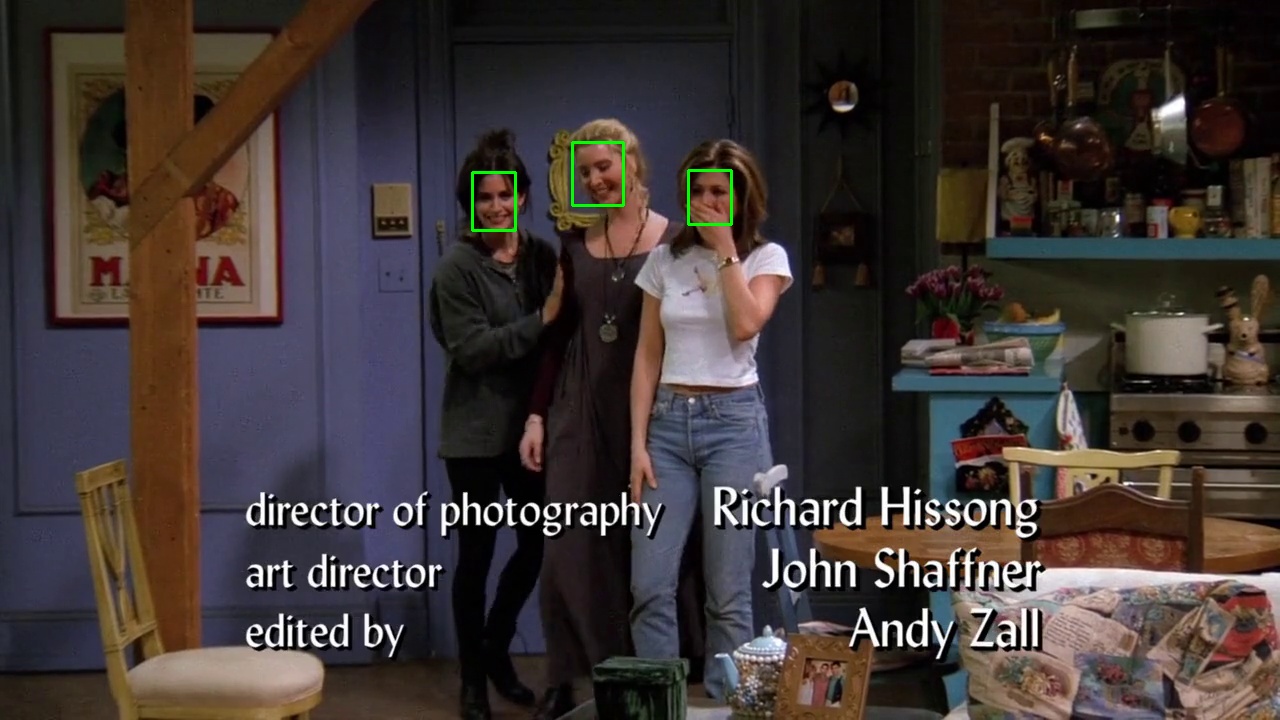 director of photography Richard Hissong
art director John Shaffner
edited by Andy Zall